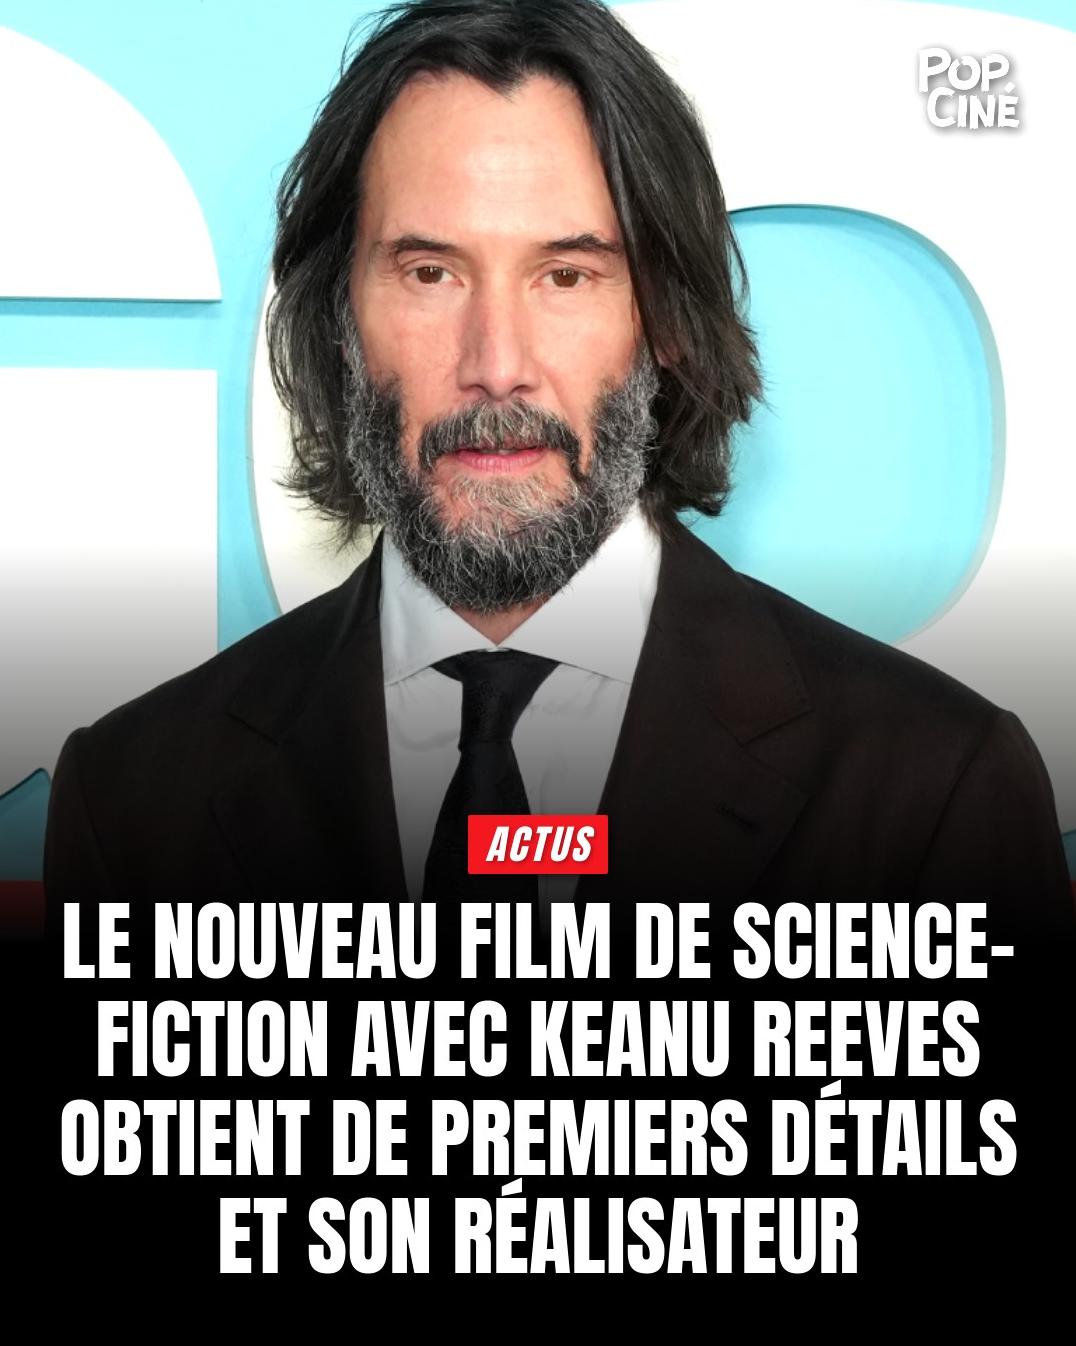 POP
CINÉ
ACTUS
LE NOUVEAU FILM DE SCIENCE-
FICTION AVEC KEANU REEVES
OBTIENT DE PREMIERS DÉTAILS
ET SON RÉALISATEUR